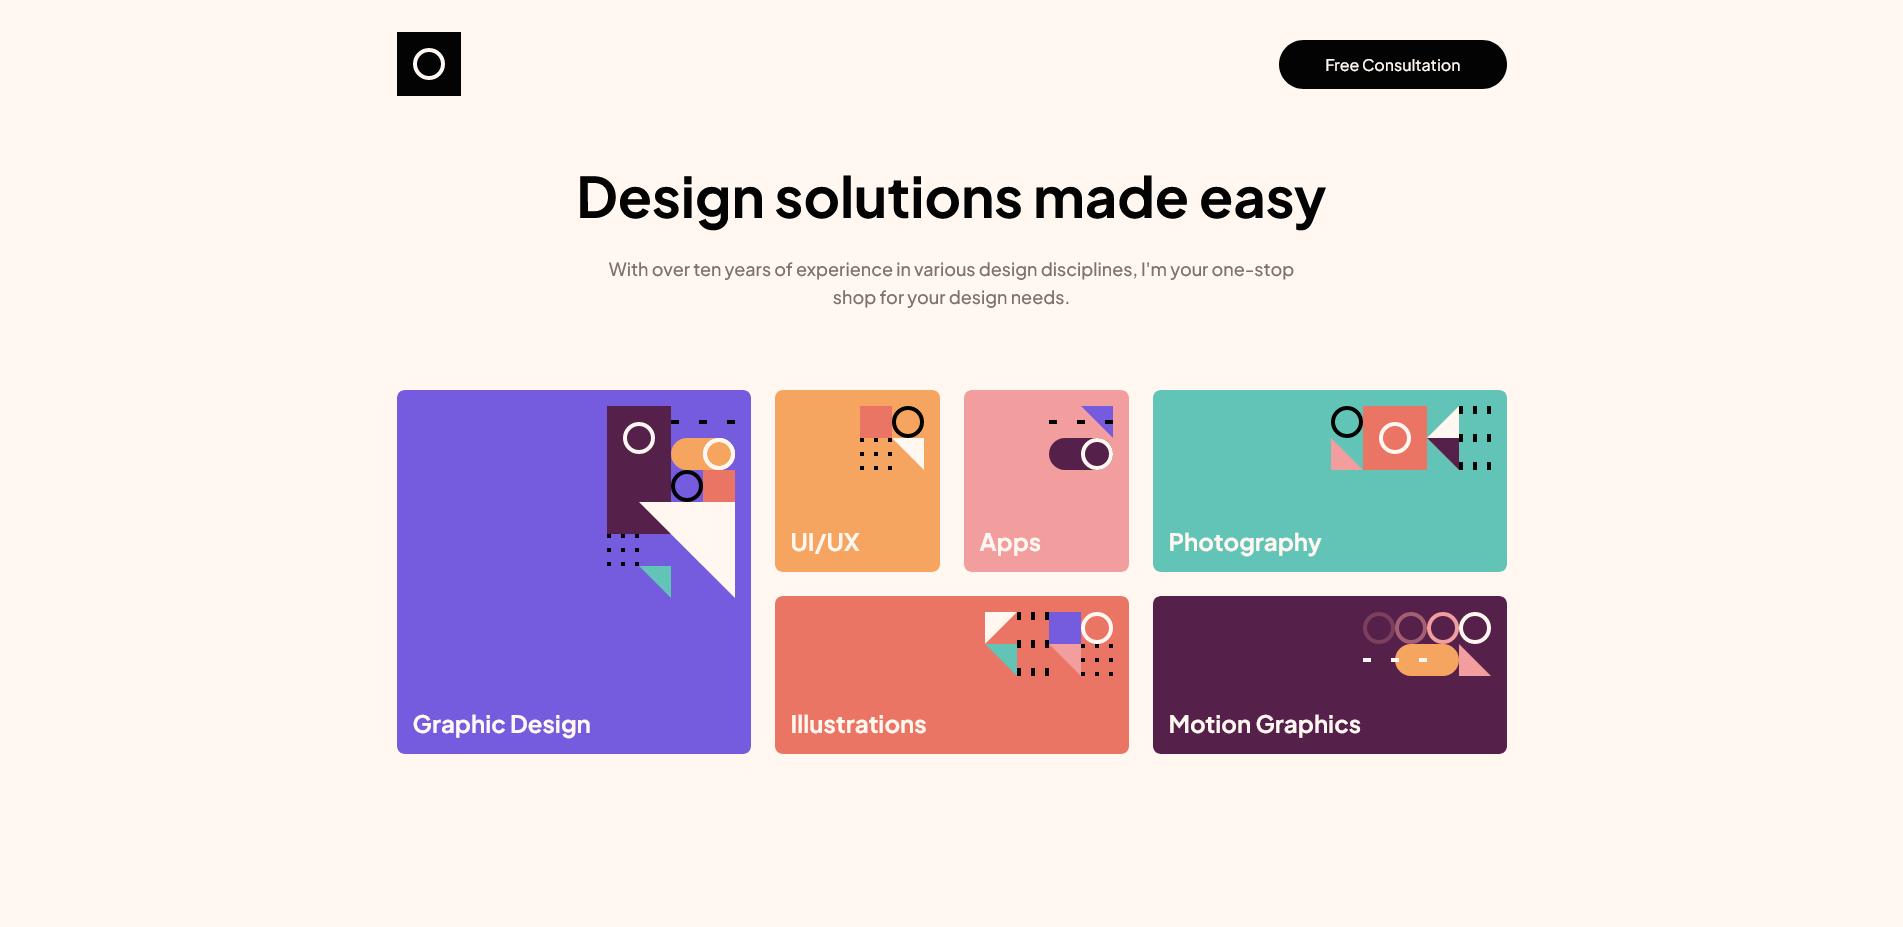 Free Consultation
Design solutions made easy
With over ten years of experience in various design disciplines, I'm your one-stop
shop for your design needs.
UI/UX
Apps
Photography
Graphic Design
Illustrations
Motion Graphics